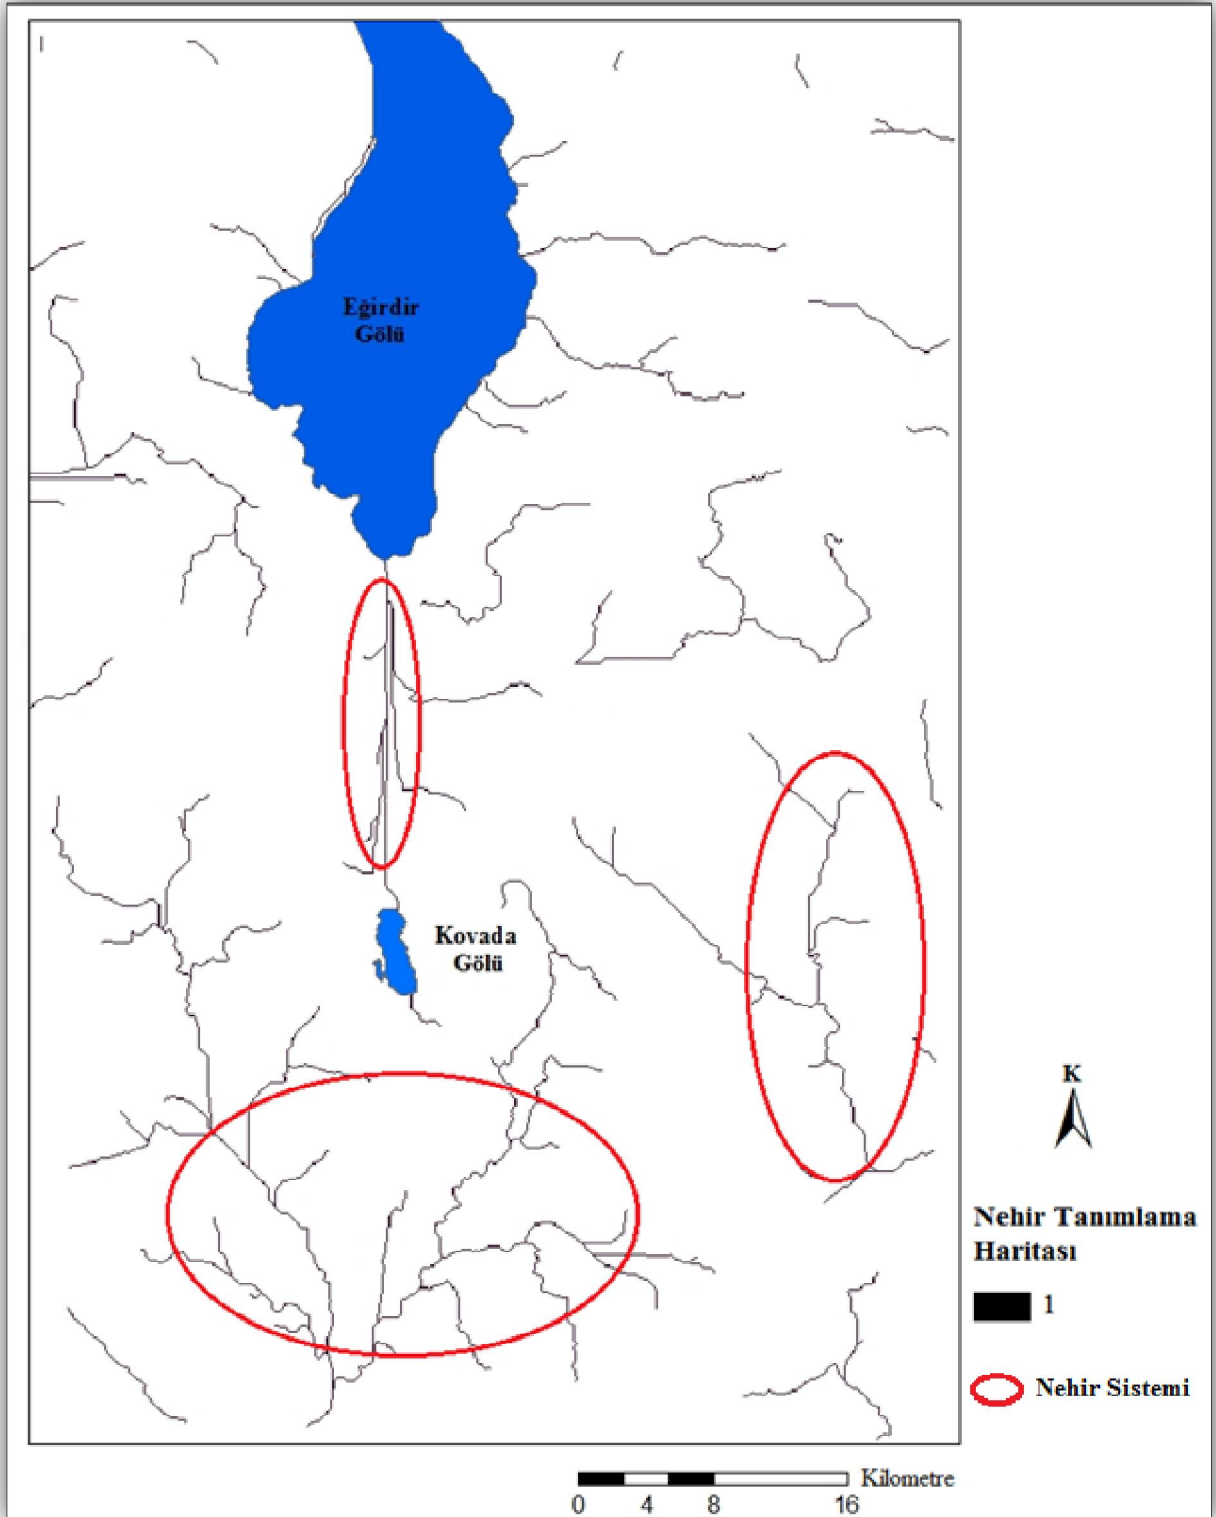 Eğirdir
Gölü
Kovada
Gölü
K
Nehir Tanımlama
Haritası
1
Nehir Sistemi
Kilometre
0 4 8 16